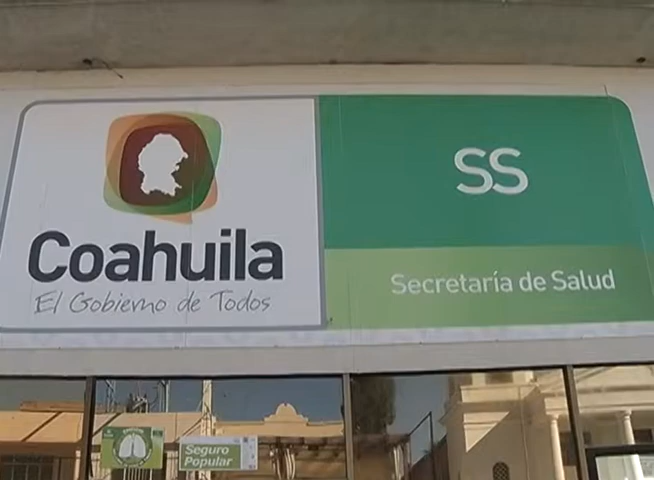 Coahuila
El Gobierno de Todos
SS
Secretaría de Salud
Seguro
Popular